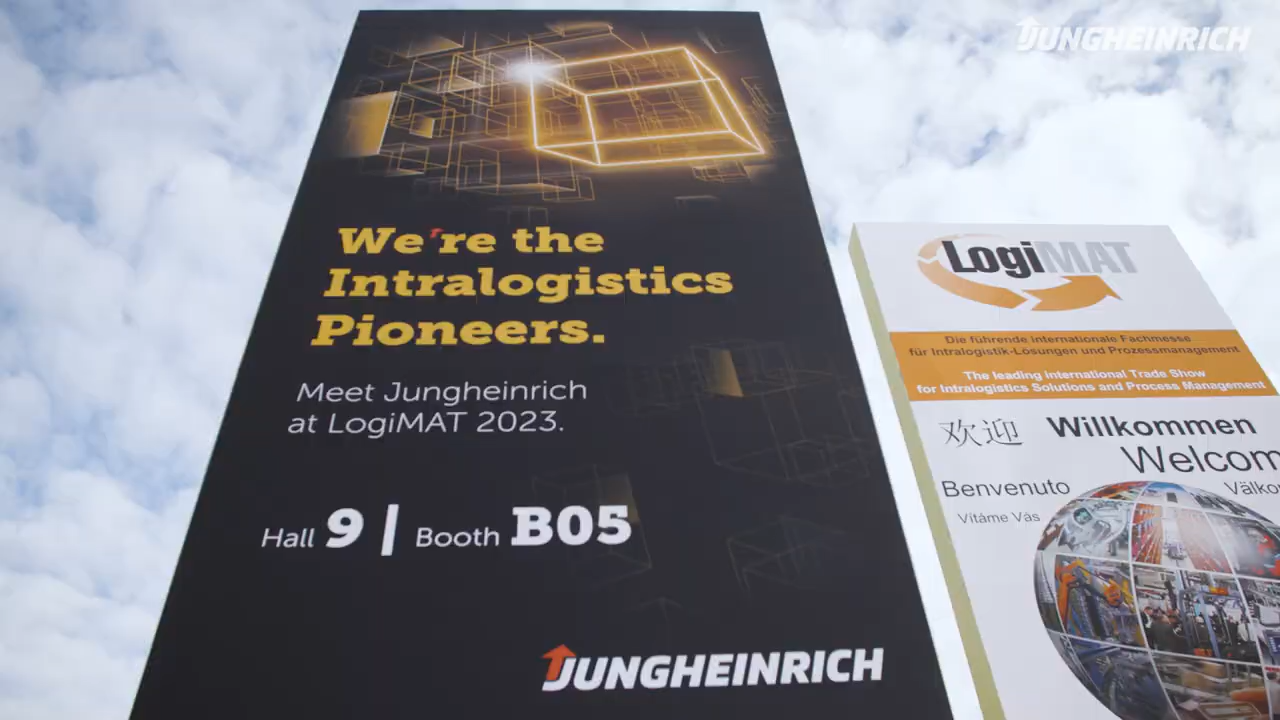 JUNGHEINRICH
We're the
Intralogistics
Pioneers.
Meet Jungheinrich
at LogiMAT 2023.
Hall 9 | Booth B05
JUNGHEINRICH
LogiMAT
Die führende internationale Fachmesse
für Intralogistik-Lösungen und Prozessmanagement
The leading international Trade Show
for Intralogistics Solutions and Process Management
欢迎 Willkommen
Welcom
Benvenuto Välko
Vítáme Vás